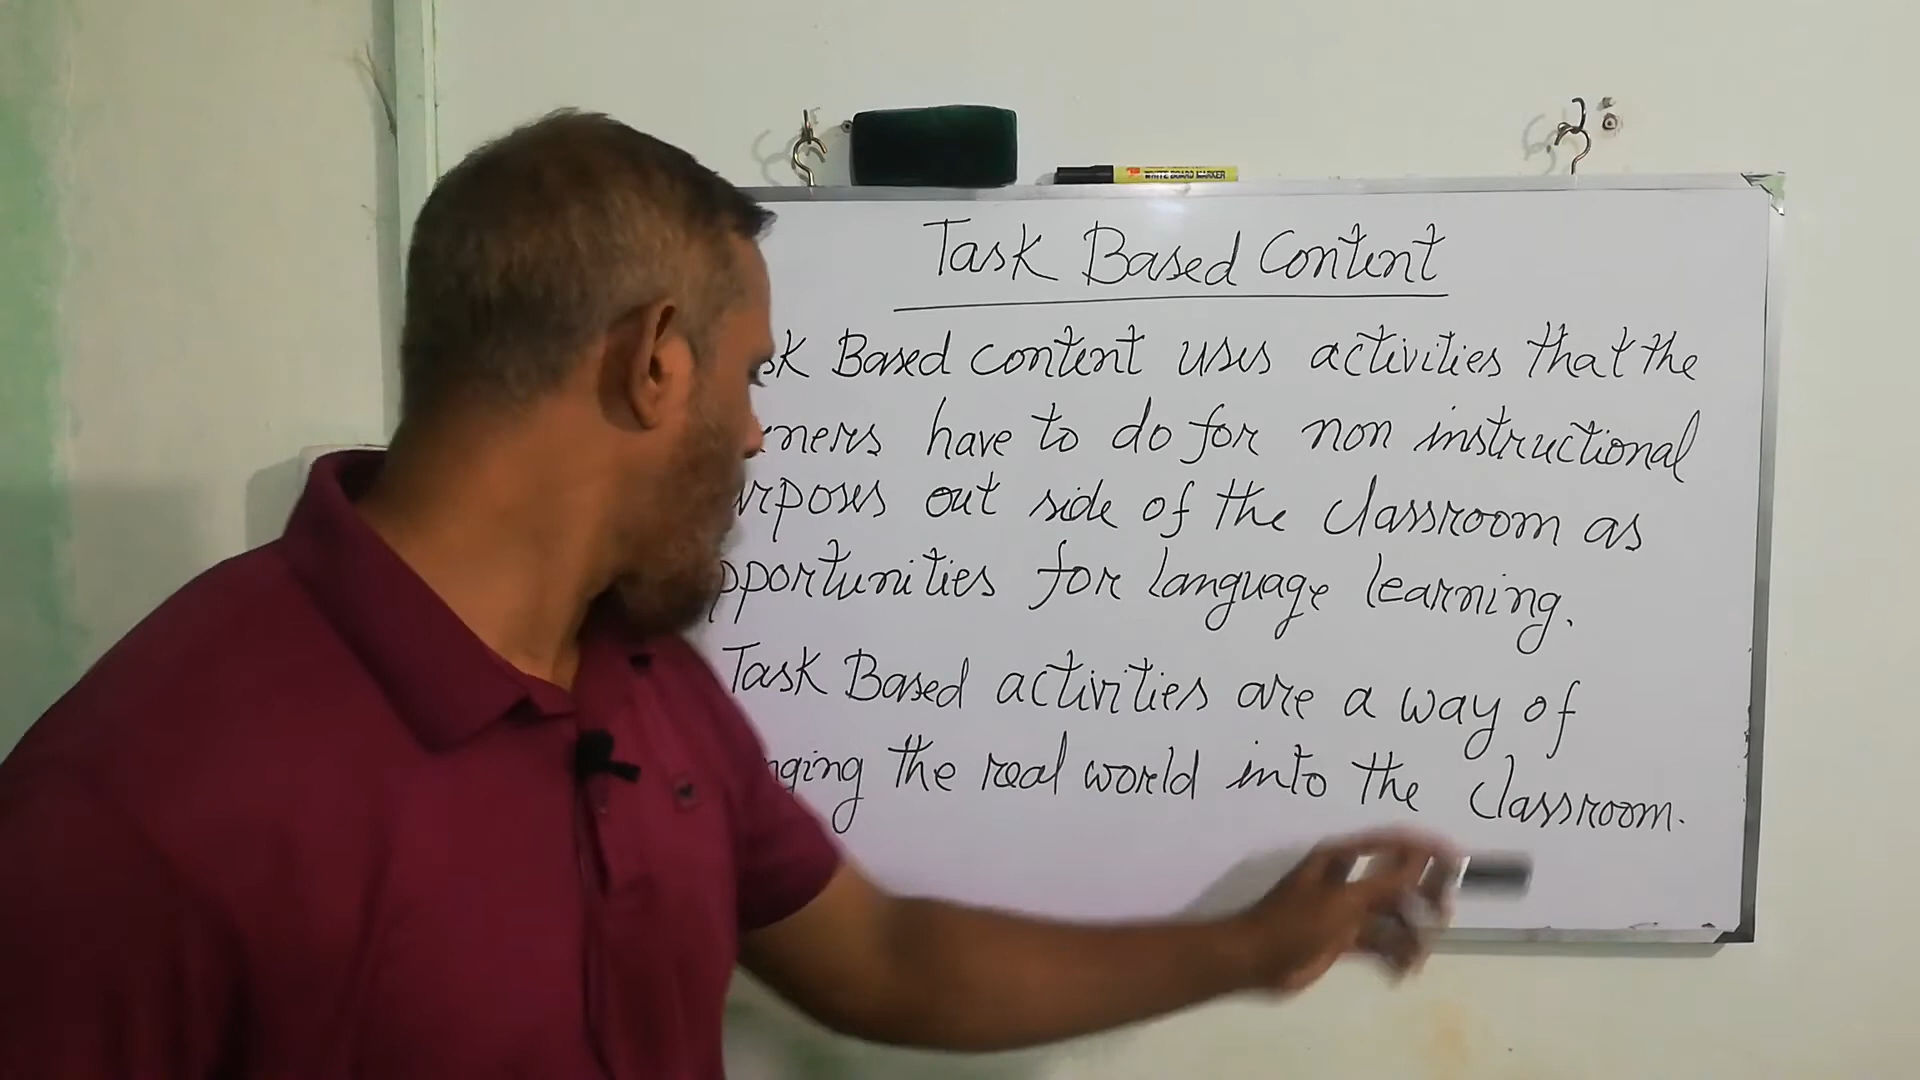 WHITE BOARD MARKER
Task Based Content
sk Based content uses activities that the
rners have to do for non instructional
urposes out side of the classroom as
pportunities for language learning.
Task Based activities are a way of
nging the real world into the classroom.